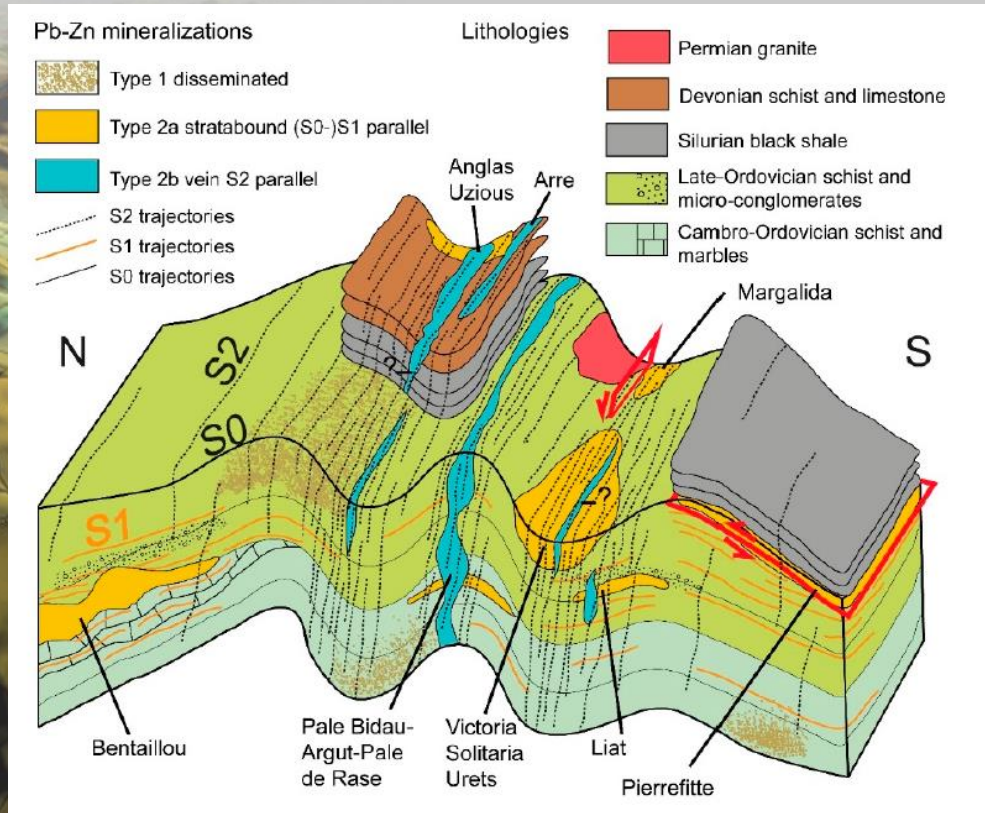 Pb-Zn mineralizations
Type 1 disseminated
Type 2a stratabound (S0-)S1 parallel
Type 2b vein S2 parallel
S2 trajectories
S1 trajectories
S0 trajectories
Lithologies
Permian granite
Devonian schist and limestone
Silurian black shale
Late-Ordovician schist and
micro-conglomerates
Cambro-Ordovician schist and
marbles
Anglas
Uzious
Arre
Margalida
N
S
S2
S0
S1
?
?
Bentaillou
Pale Bidau-
Argut-Pale
de Rase
Victoria
Solitaria
Urets
Liat
Pierrefitte